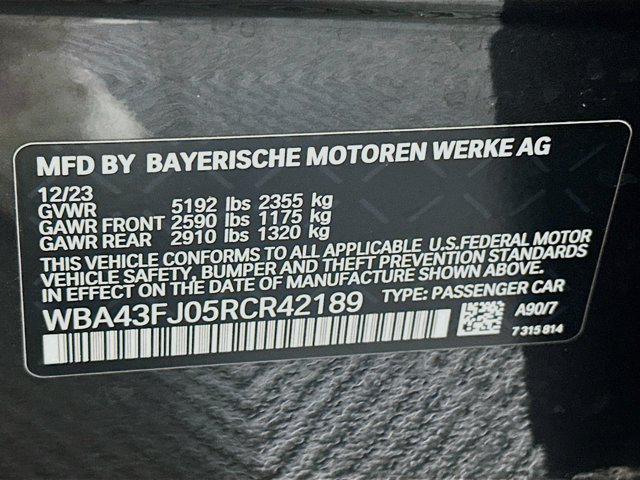 MFD BY BAYERISCHE MOTOREN WERKE AG
12/23
GVWR 5192 lbs 2355 kg
GAWR FRONT 2590 lbs 1175 kg
GAWR REAR 2910 lbs 1320 kg
THIS VEHICLE CONFORMS TO ALL APPLICABLE U.S.FEDERAL MOTOR
VEHICLE SAFETY, BUMPER AND THEFT PREVENTION STANDARDS
IN EFFECT ON THE DATE OF MANUFACTURE SHOWN ABOVE.
WBA43FJ05RCR42189 TYPE: PASSENGER CAR
A90/7
7 315 814